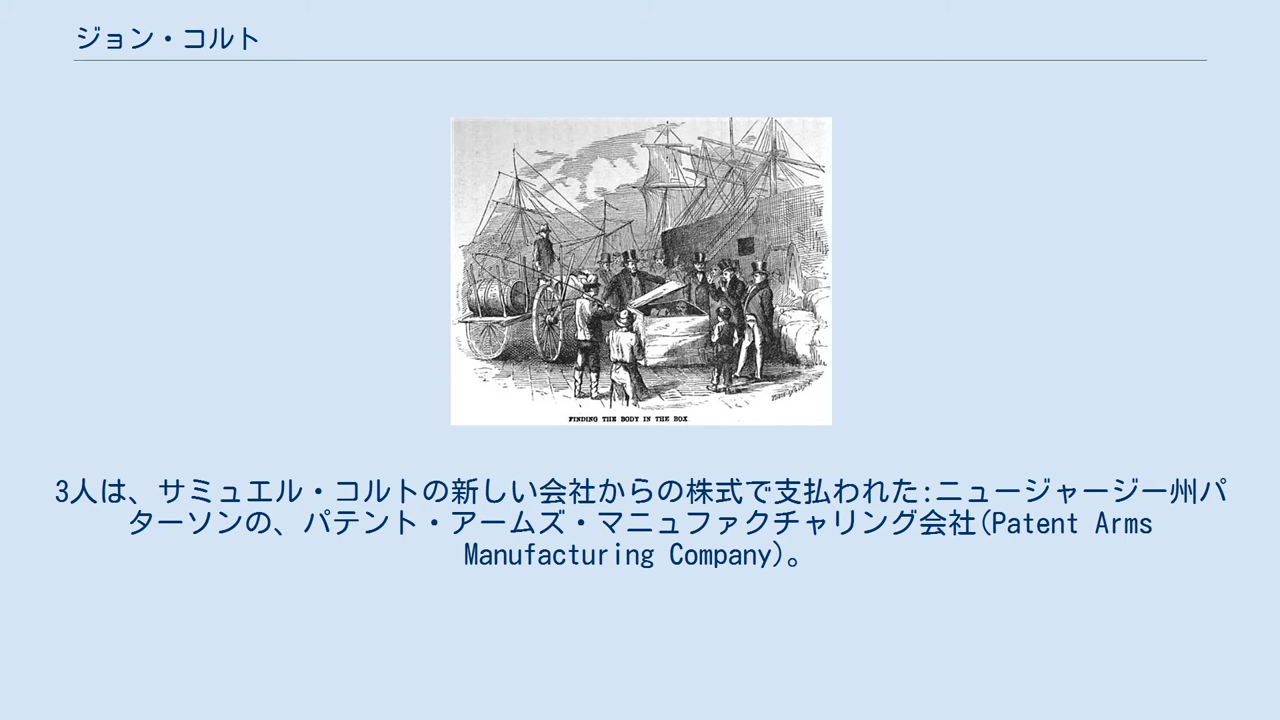 ジョン・コルト
FINDING THE BODY IN THE BOX
3人は、サミュエル・コルトの新しい会社からの株式で支払われた:ニュージャージー州パ
ターソンの、パテント・アームズ・マニュファクチャリング会社(Patent Arms
Manufacturing Company)。